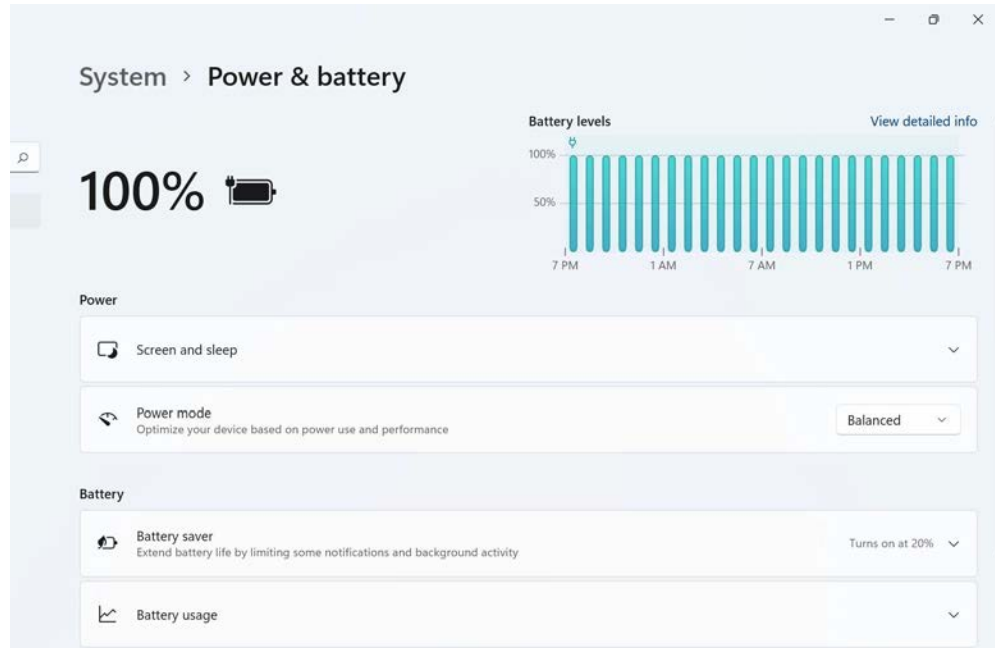 System > Power & battery
100%
Battery levels
View detailed info
100%
50%
7 PM 1 AM 7 AM 1 PM 7 PM
Power
Screen and sleep
Power mode
Optimize your device based on power use and performance
Balanced
Battery
Battery saver
Extend battery life by limiting some notifications and background activity
Turns on at 20%
Battery usage